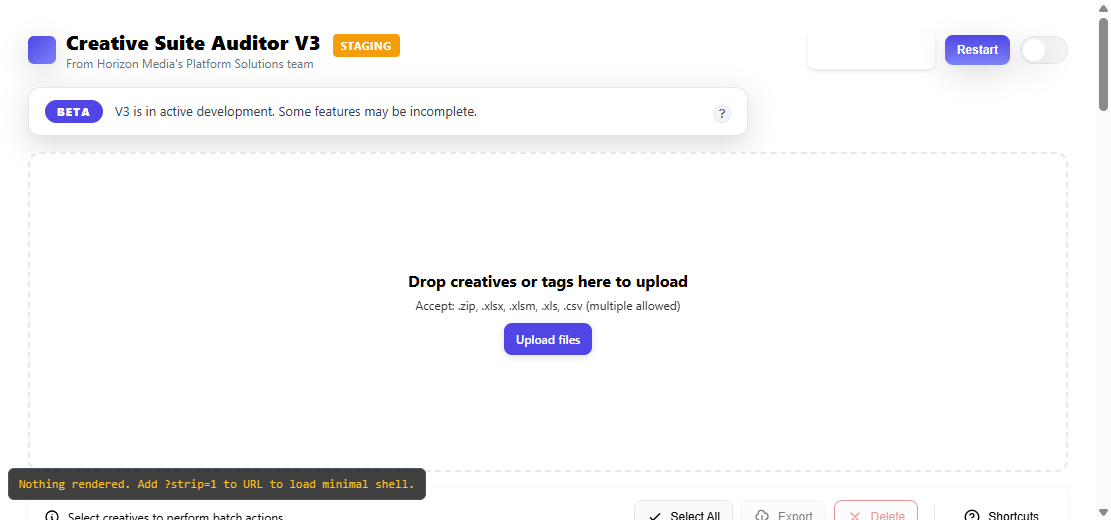 Creative Suite Auditor V3
STAGING
From Horizon Media's Platform Solutions team
Restart
BETA
V3 is in active development. Some features may be incomplete.
?
Drop creatives or tags here to upload
Accept: .zip, .xlsx, .xlsm, .xls, .csv (multiple allowed)
Upload files
Nothing rendered. Add ?strip=1 to URL to load minimal shell.
Select creatives to perform batch actions
Select All
Export
Delete
Shortcuts